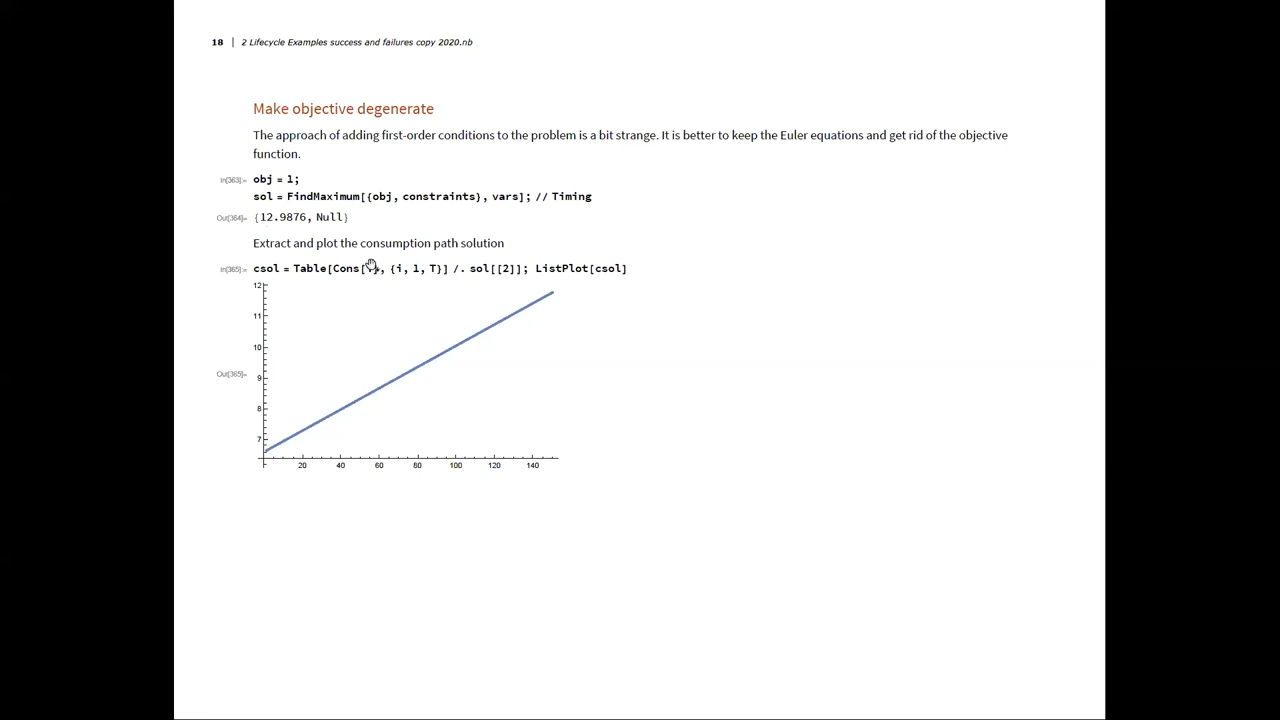 18 | 2 Lifecycle Examples success and failures copy 2020.nb
Make objective degenerate
The approach of adding first-order conditions to the problem is a bit strange. It is better to keep the Euler equations and get rid of the objective
function.
In[363]:= obj = 1;
sol = FindMaximum[{obj, constraints}, vars]; // Timing
Out[364]= {12.9876, Null}
Extract and plot the consumption path solution
In[365]:= csol = Table[Cons[ {i, 1, T}] /. sol[[2]]; ListPlot[csol]
12
11
10
Out[365]=
9
8
7
20 40 60 80 100 120 140